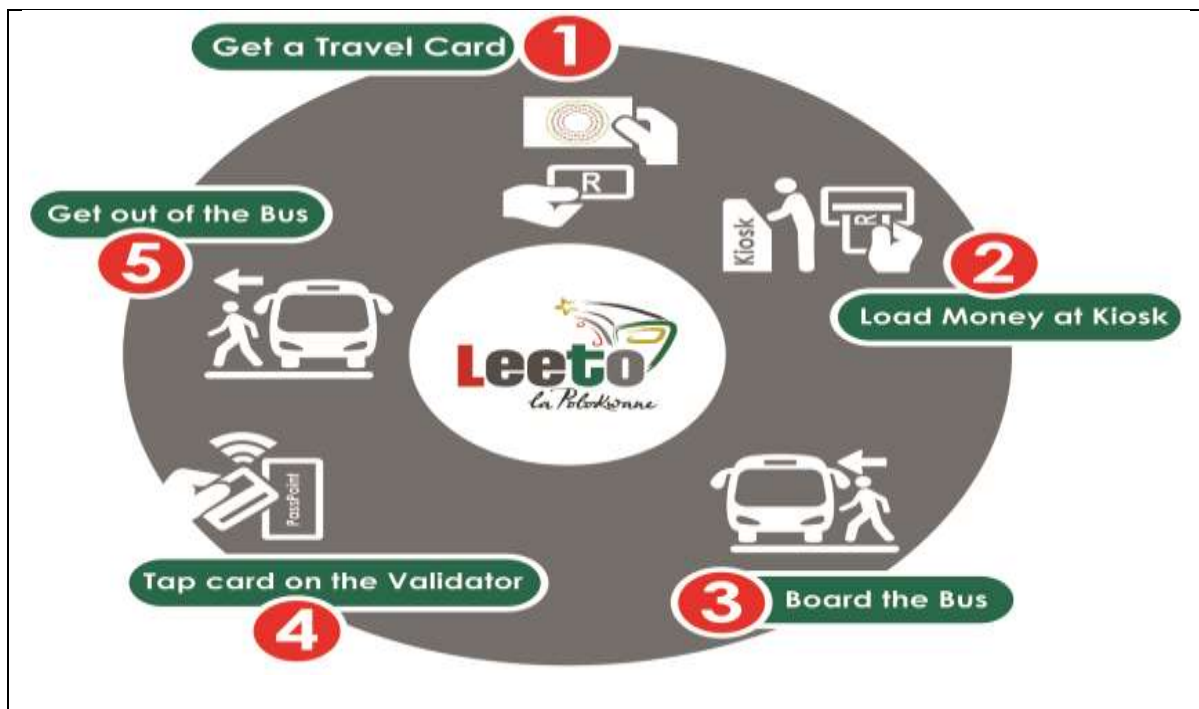 Get a Travel Card
1
R
Kiosk
R
2
Load Money at Kiosk
3
Board the Bus
PassPoint
Tap card on the Validator
4
Get out of the Bus
5
Leeto
la Polokwane